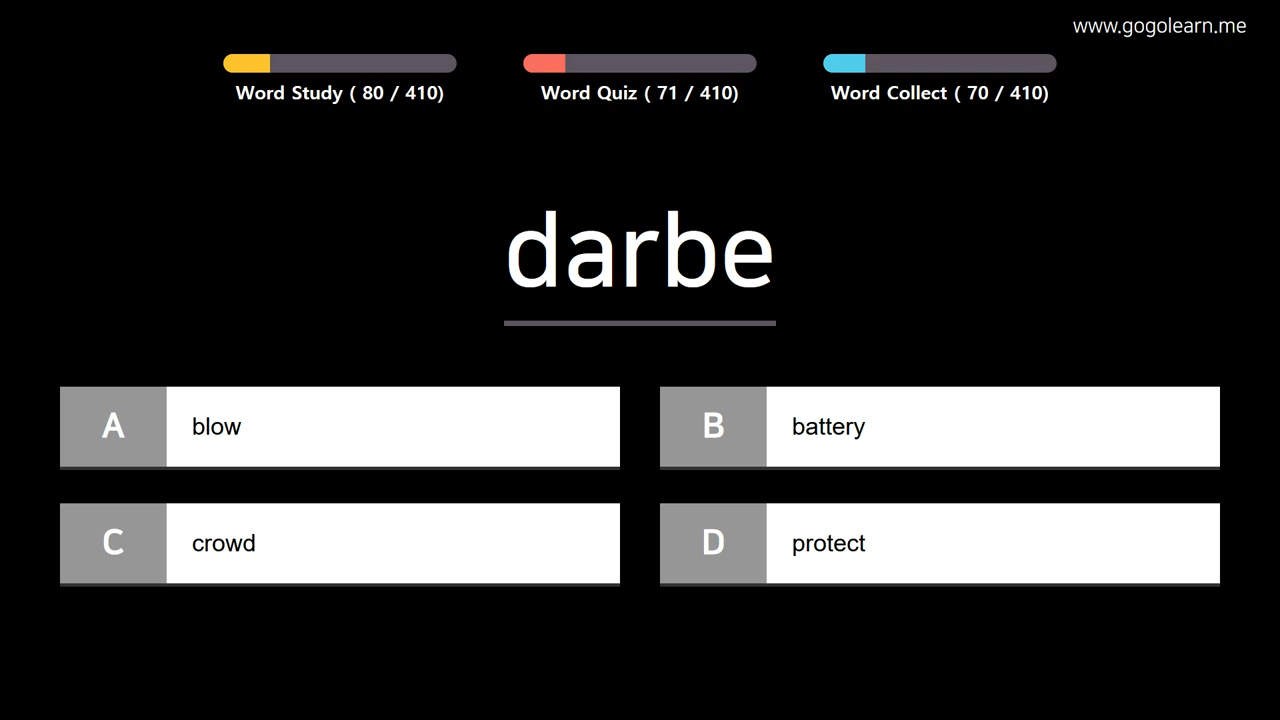 www.gogolearn.me
Word Study ( 80 / 410)
Word Quiz ( 71 / 410)
Word Collect ( 70 / 410)
darbe
A blow
B battery
C crowd
D protect